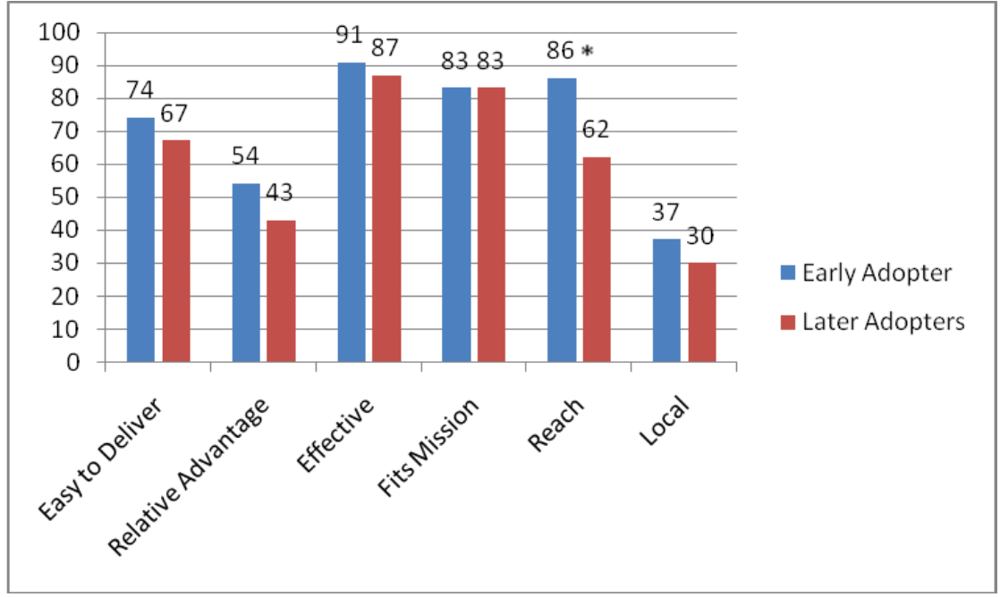 100
90
80
70
60
50
40
30
20
10
0
74
67
54
43
91
87
83
83
86 *
62
37
30
Easy to Deliver
Relative Advantage
Effective
Fits Mission
Reach
Local
Early Adopter
Later Adopters